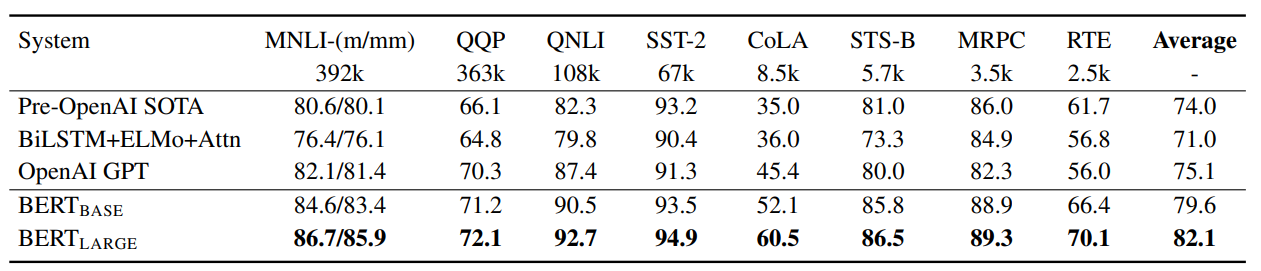 System MNLI-(m/mm) QQP QNLI SST-2 CoLA STS-B MRPC RTE Average
392k 363k 108k 67k 8.5k 5.7k 3.5k 2.5k -
Pre-OpenAI SOTA 80.6/80.1 66.1 82.3 93.2 35.0 81.0 86.0 61.7 74.0
BiLSTM+ELMo+Attn 76.4/76.1 64.8 79.8 90.4 36.0 73.3 84.9 56.8 71.0
OpenAI GPT 82.1/81.4 70.3 87.4 91.3 45.4 80.0 82.3 56.0 75.1
BERTBASE 84.6/83.4 71.2 90.5 93.5 52.1 85.8 88.9 66.4 79.6
BERTLARGE 86.7/85.9 72.1 92.7 94.9 60.5 86.5 89.3 70.1 82.1